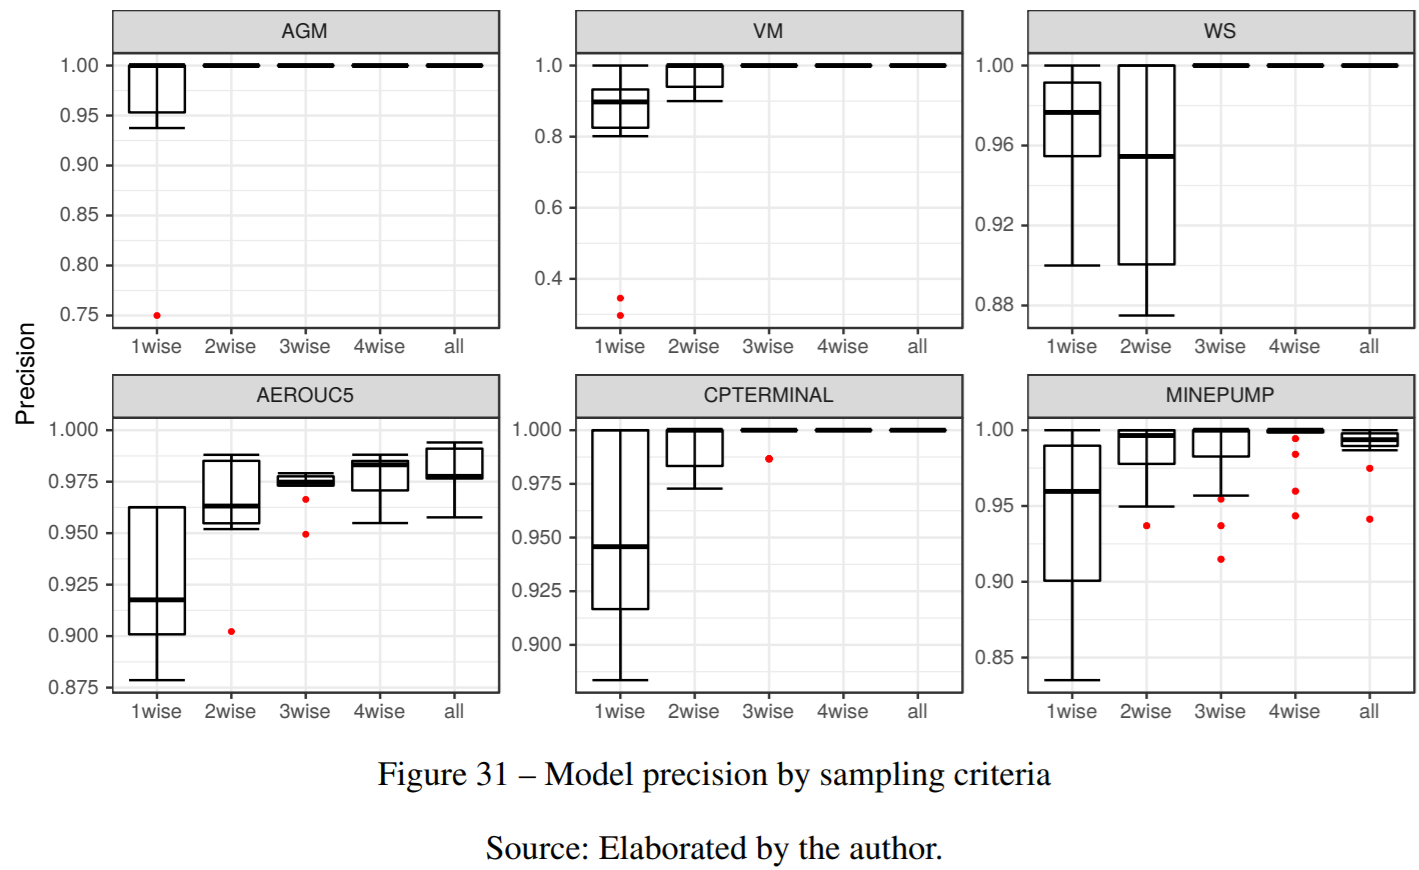 AGM VM WS
1.00 1.0 1.00
0.95
0.90 0.8 0.96
0.85 0.6
0.80 0.4 0.92
0.75 0.88
1wise 2wise 3wise 4wise all 1wise 2wise 3wise 4wise all 1wise 2wise 3wise 4wise all
Precision
AEROUC5 CPTERMINAL MINEPUMP
1.000 1.000 1.00
0.975 0.975
0.950 0.950 0.95
0.925 0.925 0.90
0.900 0.900
0.875 0.85
1wise 2wise 3wise 4wise all 1wise 2wise 3wise 4wise all 1wise 2wise 3wise 4wise all
Figure 31 – Model precision by sampling criteria
Source: Elaborated by the author.